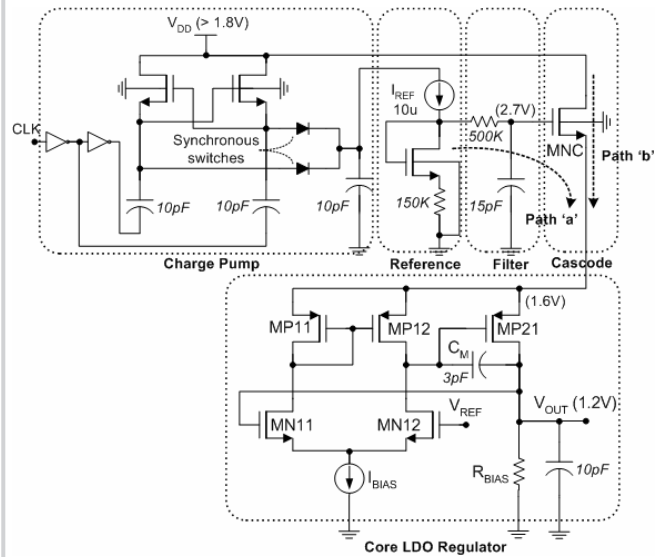 V_DD (> 1.8V)
CLK
Synchronous
switches
10pF
10pF
10pF
Charge Pump
I_REF
10u
150K
Reference
(2.7V)
500K
15pF
Filter
MNC
Path 'b'
Path 'a'
Cascode
(1.6V)
MP11
MP12
MP21
C_M
3pF
MN11
MN12
V_REF
V_OUT (1.2V)
I_BIAS
R_BIAS
10pF
Core LDO Regulator